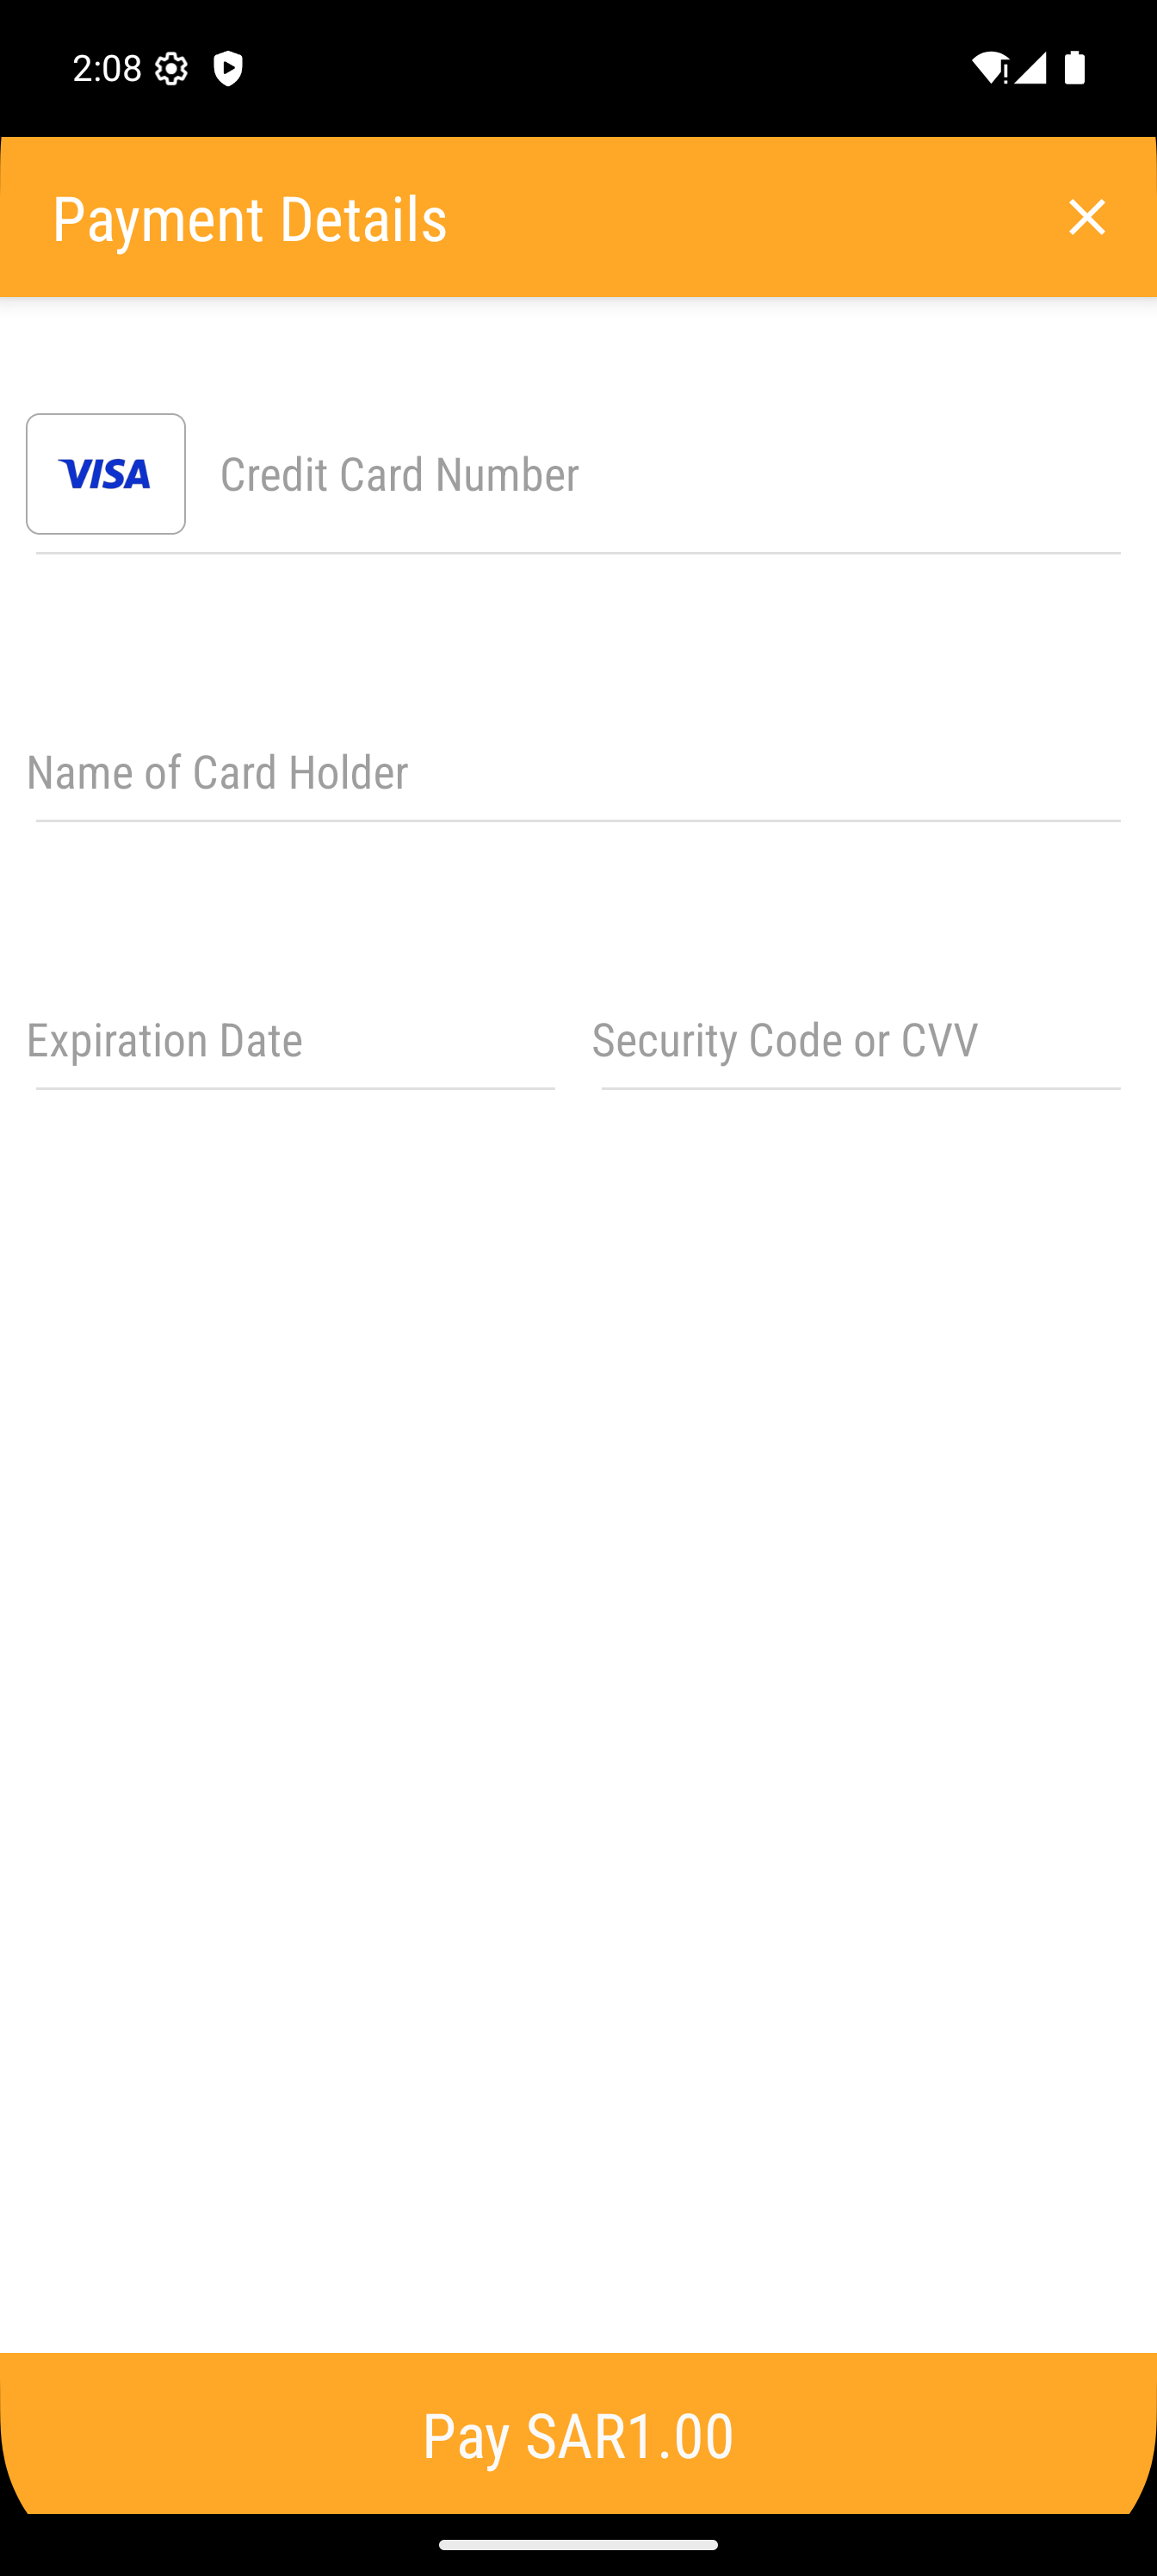 2:08
Payment Details
VISA
Credit Card Number
Name of Card Holder
Expiration Date
Security Code or CVV
Pay SAR1.00